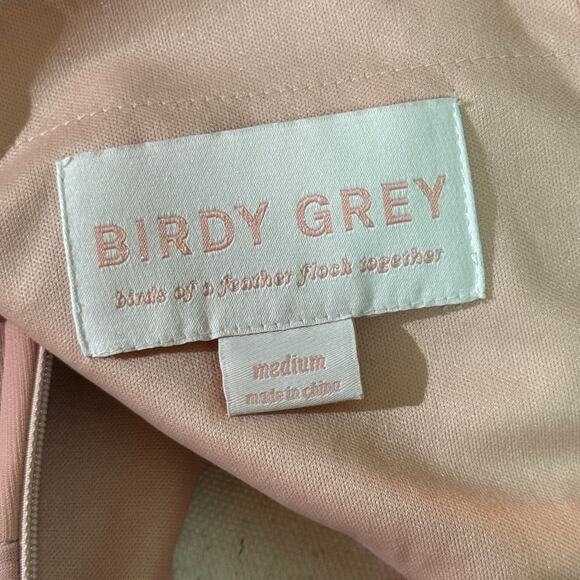 BIRDY GREY
birds of a feather flock together
medium
made in china